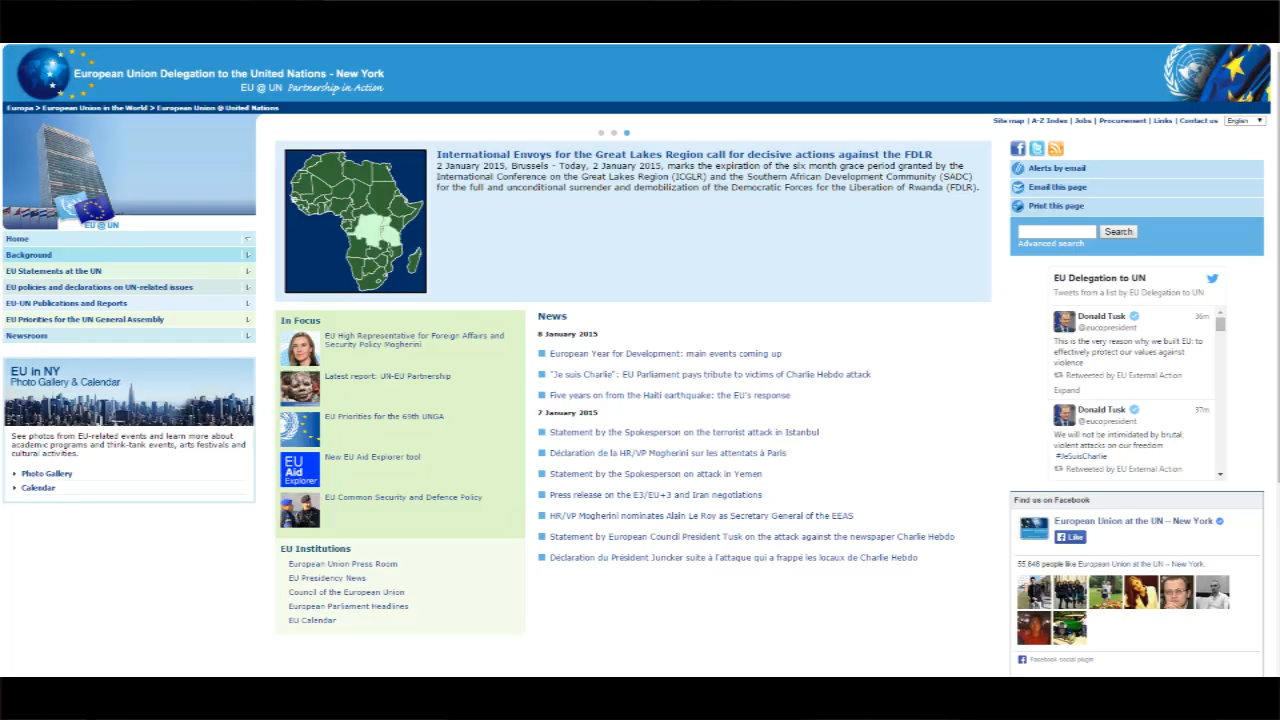 European Union Delegation to the United Nations - New York
EU @ UN Partnership in Action
Europa > European Union in the World > European Union @ United Nations
Site map | A-Z Index | Jobs | Procurement | Links | Contact us English
EU @ UN
Home
Background
EU Statements at the UN
EU policies and declarations on UN-related issues
EU-UN Publications and Reports
EU Priorities for the UN General Assembly
Newsroom
EU in NY
Photo Gallery & Calendar
See photos from EU-related events and learn more about
academic programs and think-tank events, arts festivals and
cultural activities.
Photo Gallery
Calendar
International Envoys for the Great Lakes Region call for decisive actions against the FDLR
2 January 2015, Brussels - Today, 2 January 2015, marks the expiration of the six month grace period granted by the
International Conference on the Great Lakes Region (ICGLR) and the Southern African Development Community (SADC)
for the full and unconditional surrender and demobilization of the Democratic Forces for the Liberation of Rwanda (FDLR).
In Focus
EU High Representative for Foreign Affairs and
Security Policy Mogherini
Latest report: UN-EU Partnership
EU Priorities for the 69th UNGA
EU
Aid
Explorer
New EU Aid Explorer tool
EU Common Security and Defence Policy
EU Institutions
European Union Press Room
EU Presidency News
Council of the European Union
European Parliament Headlines
EU Calendar
News
8 January 2015
European Year for Development: main events coming up
"Je suis Charlie": EU Parliament pays tribute to victims of Charlie Hebdo attack
Five years on from the Haiti earthquake: the EU's response
7 January 2015
Statement by the Spokesperson on the terrorist attack in Istanbul
Déclaration de la HR/VP Mogherini sur les attentats à Paris
Statement by the Spokesperson on attack in Yemen
Press release on the E3/EU+3 and Iran negotiations
HR/VP Mogherini nominates Alain Le Roy as Secretary General of the EEAS
Statement by European Council President Tusk on the attack against the newspaper Charlie Hebdo
Déclaration du Président Juncker suite à l'attaque qui a frappé les locaux de Charlie Hebdo
Alerts by email
Email this page
Print this page
Search
Advanced search
EU Delegation to UN
Tweets from a list by EU Delegation to UN
Donald Tusk 36m
@eucopresident
This is the very reason why we built EU: to
effectively protect our values against
violence
Retweeted by EU External Action
Expand
Donald Tusk 37m
@eucopresident
We will not be intimidated by brutal,
violent attacks on our freedom
#JeSuisCharlie
Retweeted by EU External Action
Find us on Facebook
European Union at the UN – New York
Like
55,648 people like European Union at the UN – New York.
Facebook social plugin